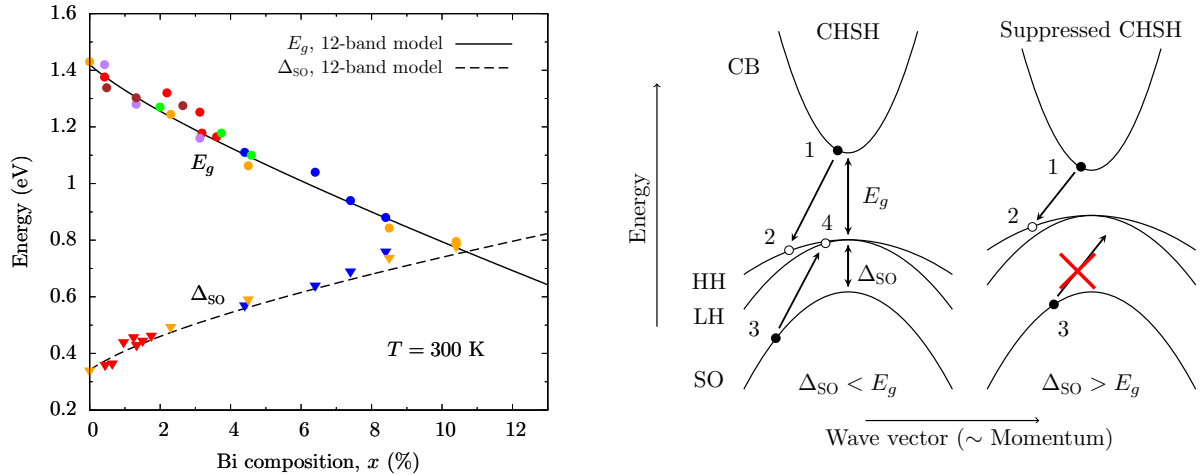 1.6
1.4
1.2
1
0.8
0.6
0.4
0.2
0
2
4
6
8
10
12
Energy (eV)
Bi composition, x (%)
E_g, 12-band model
Δ_SO, 12-band model
E_g
Δ_SO
T = 300 K
CHSH
Suppressed CHSH
CB
Energy
1
E_g
2
4
HH
Δ_SO
LH
3
SO
Δ_SO < E_g
1
2
3
Δ_SO > E_g
Wave vector (∼ Momentum)